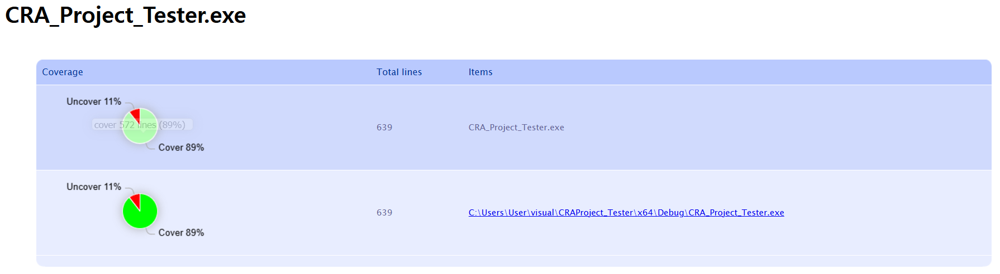 CRA_Project_Tester.exe
Coverage Total lines Items
Uncover 11%
cover 572 lines (89%)
Cover 89%
639
CRA_Project_Tester.exe
Uncover 11%
Cover 89%
639
C:\Users\User\visual\CRAProject_Tester\x64\Debug\CRA_Project_Tester.exe